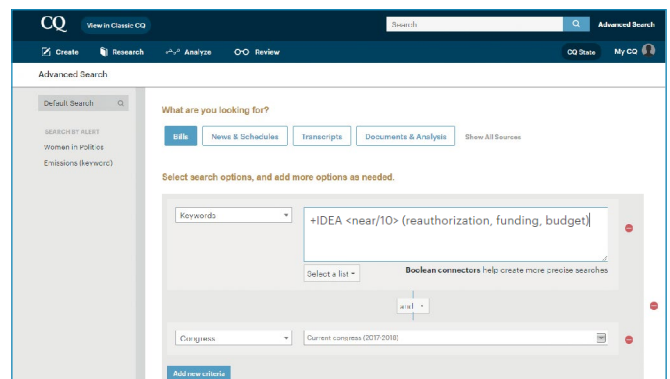 CQ View in Classic CQ Search Advanced Search
Create Research Analyze Review CQ State My CQ
Advanced Search
Default Search
What are you looking for?
SEARCH BY ALERT
Bills News & Schedules Transcripts Documents & Analysis Show All Sources
Women in Politics
Emissions (keyword)
Select search options, and add more options as needed.
Keywords +IDEA <near/10> (reauthorization, funding, budget)
Select a list Boolean connectors help create more precise searches
and
Congress Current congress (2017-2018)
Add new criteria